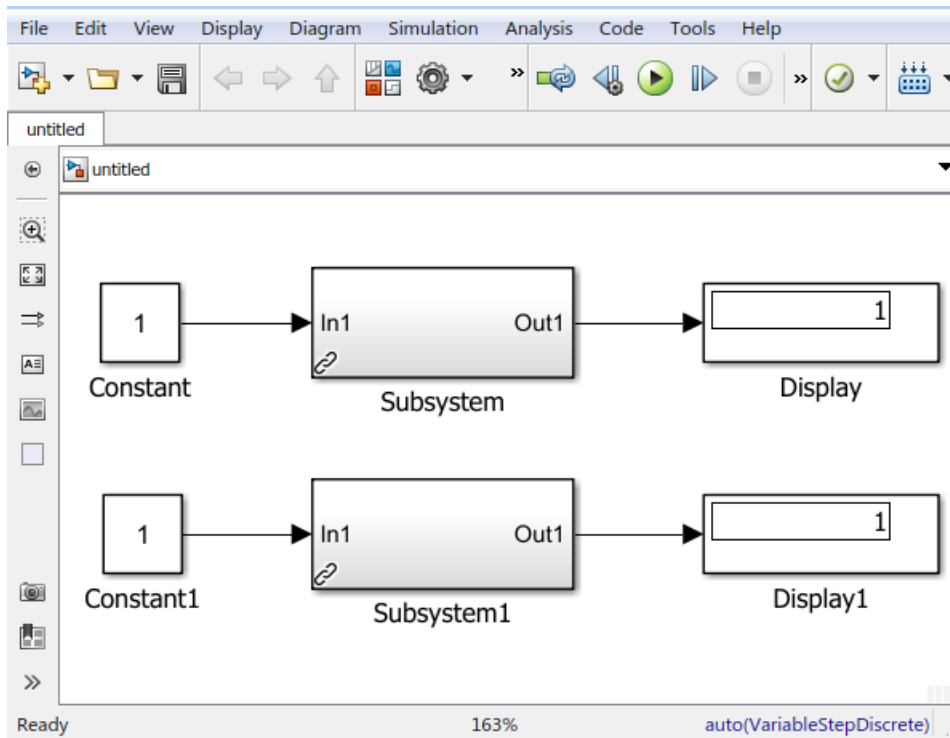 File Edit View Display Diagram Simulation Analysis Code Tools Help
untitled
untitled
1 In1 Out1 1
Constant Subsystem Display
1 In1 Out1 1
Constant1 Subsystem1 Display1
Ready 163% auto(VariableStepDiscrete)